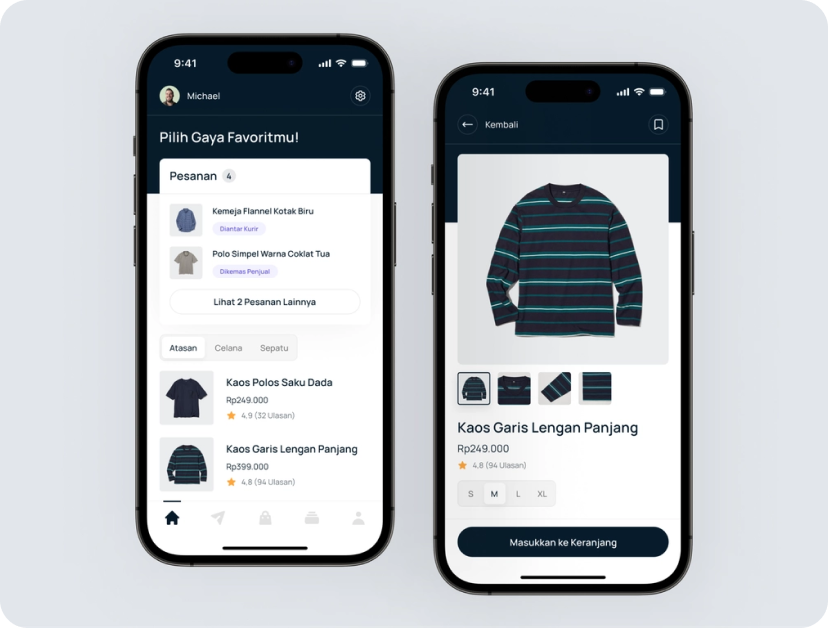 9:41
Michael
Pilih Gaya Favoritmu!
Pesanan 4
Kemeja Flannel Kotak Biru
Diantar Kurir
Polo Simpel Warna Coklat Tua
Dikemas Penjual
Lihat 2 Pesanan Lainnya
Atasan Celana Sepatu
Kaos Polos Saku Dada
Rp249.000
4,9 (32 Ulasan)
Kaos Garis Lengan Panjang
Rp399.000
4,8 (94 Ulasan)
9:41
Kembali
Kaos Garis Lengan Panjang
Rp249.000
4,8 (94 Ulasan)
S M L XL
Masukkan ke Keranjang